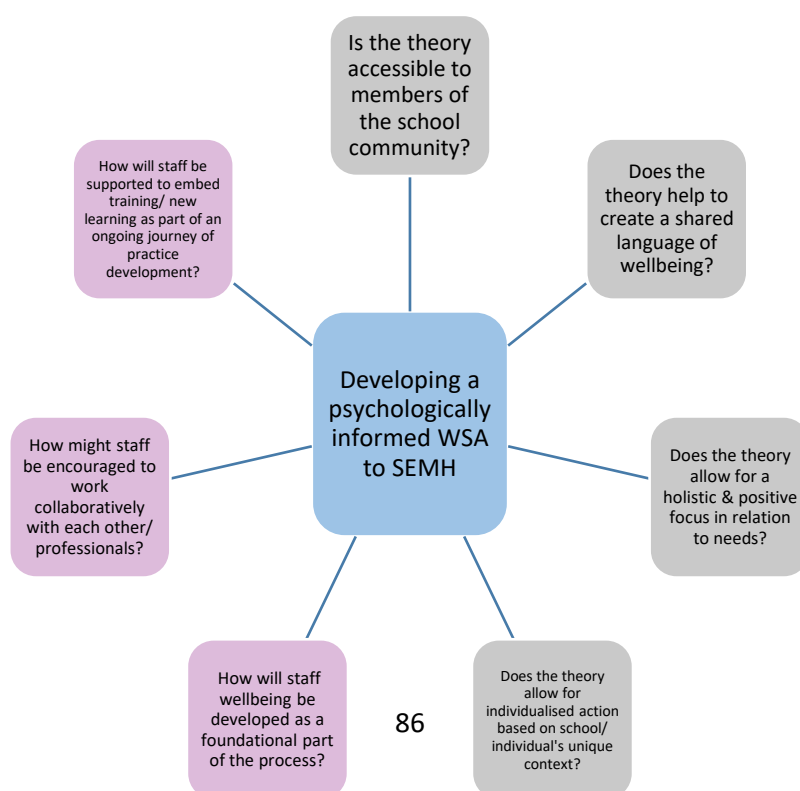 Is the theory
accessible to
members of
the school
community?
Does the
theory help to
create a shared
language of
wellbeing?
Does the theory
allow for a
holistic & positive
focus in relation
to needs?
Does the theory
allow for
individualised action
based on school/
individual's unique
context?
How will staff
wellbeing be
developed as a
foundational part
of the process?
How might staff
be encouraged to
work
collaboratively
with each other/
professionals?
How will staff be
supported to embed
training/ new
learning as part of an
ongoing journey of
practice
development?
Developing a
psychologically
informed WSA
to SEMH
86